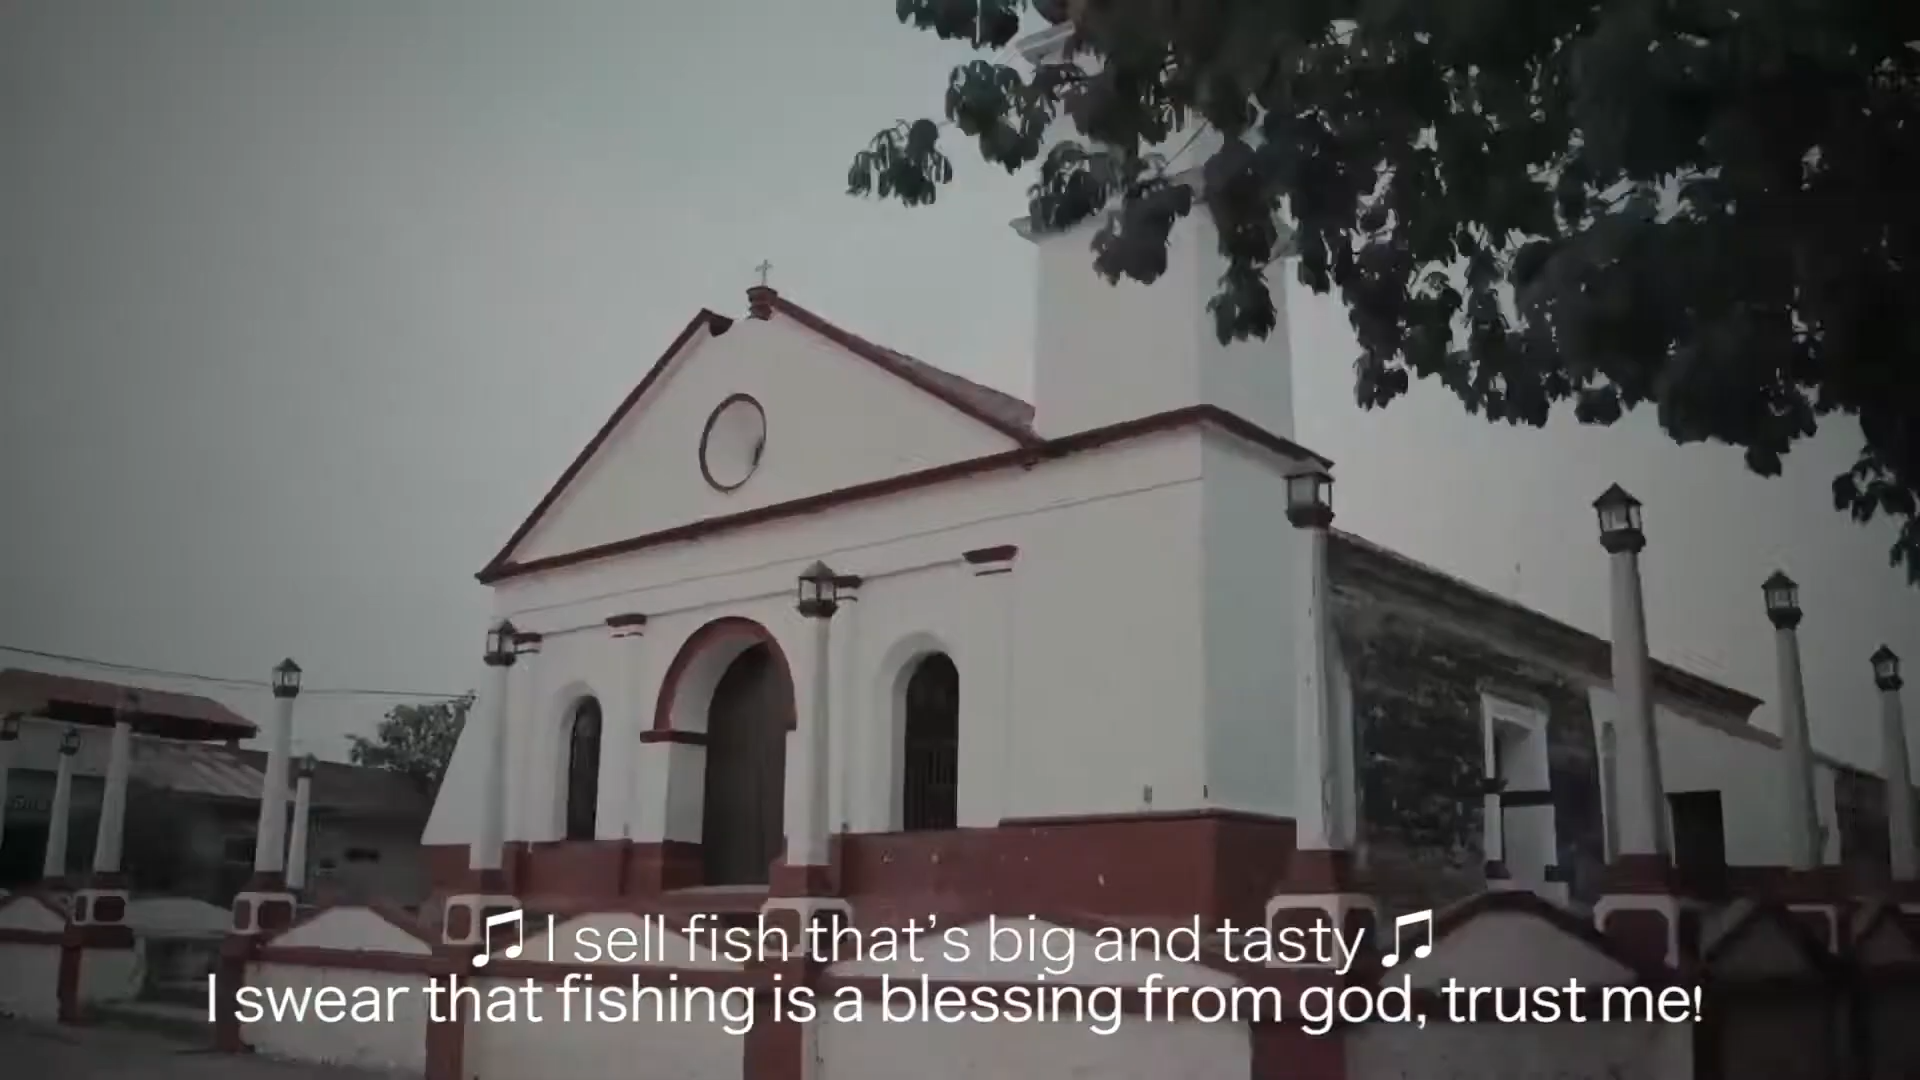 ♫ I sell fish that's big and tasty ♫
I swear that fishing is a blessing from god, trust me!